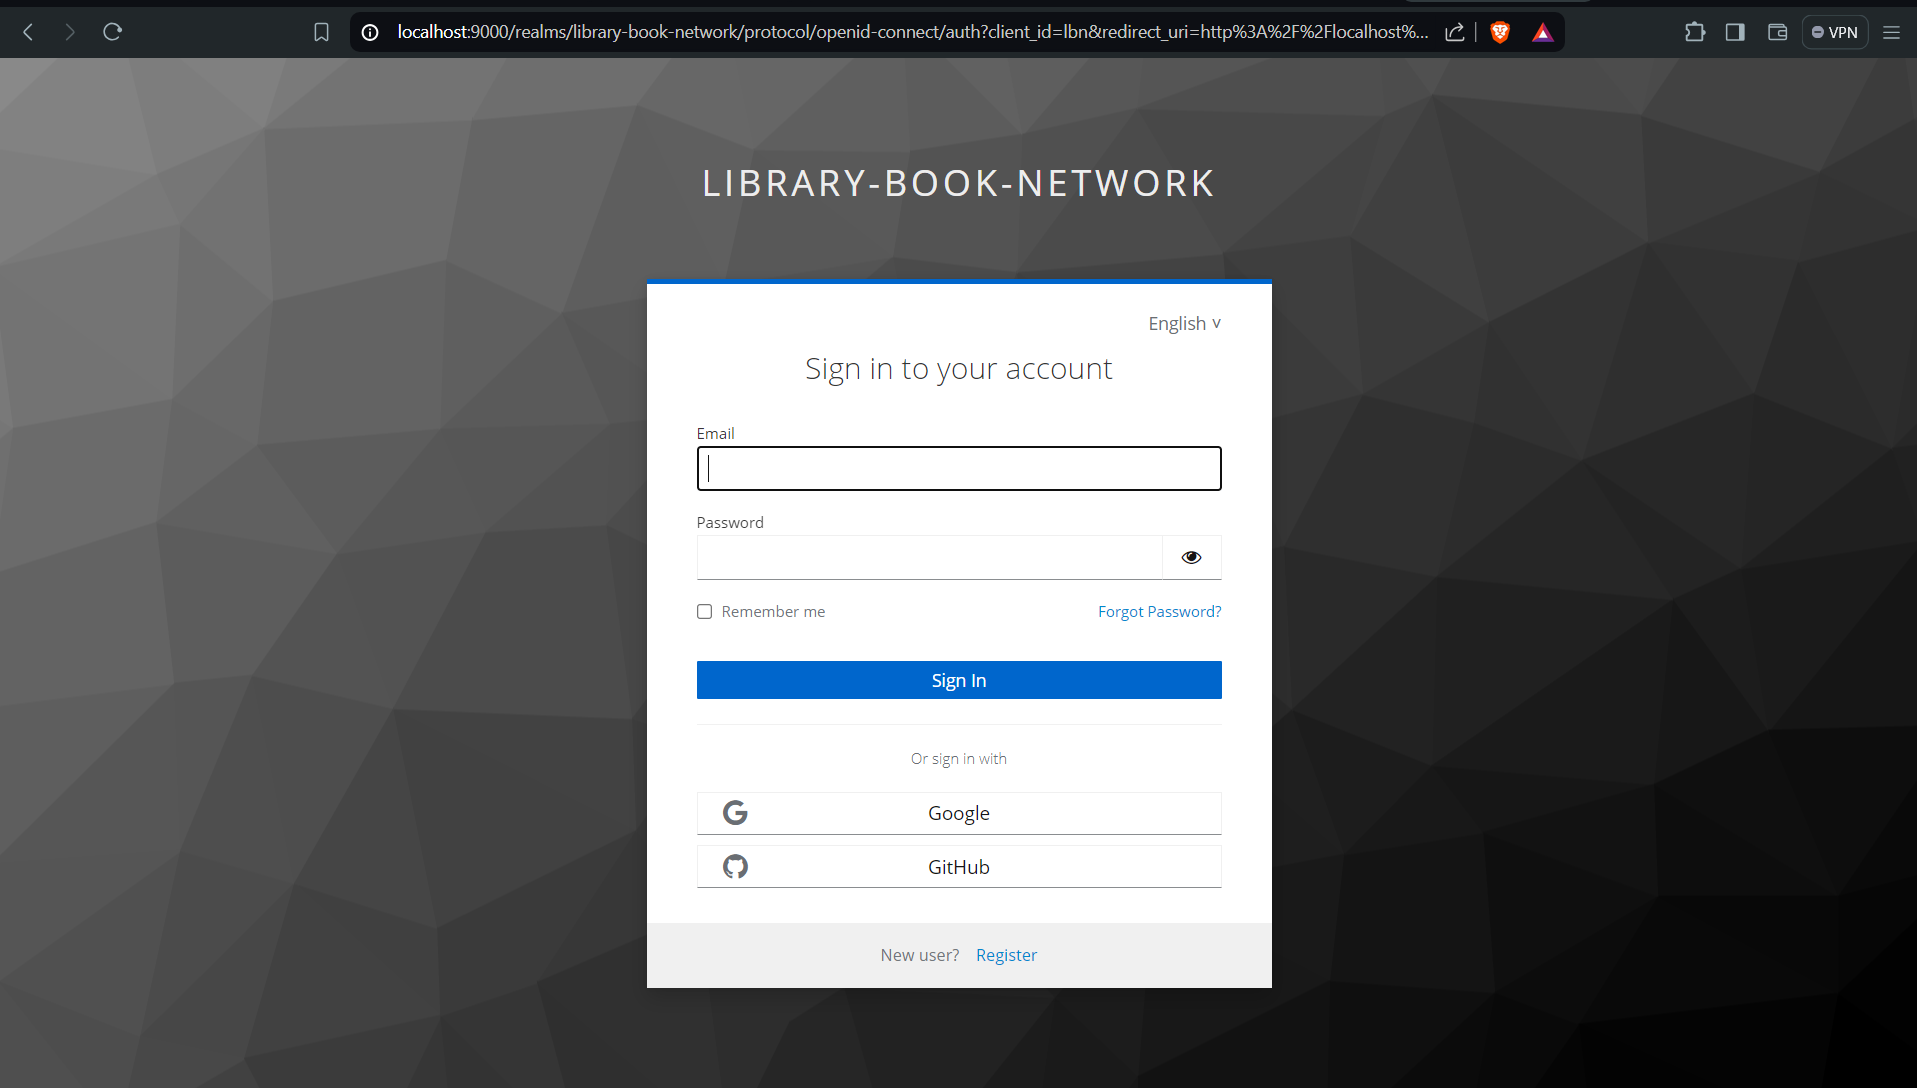 localhost:9000/realms/library-book-network/protocol/openid-connect/auth?client_id=lbn&redirect_uri=http%3A%2F%2Flocalhost%...
VPN
LIBRARY-BOOK-NETWORK
English v
Sign in to your account
Email
Password
Remember me
Forgot Password?
Sign In
Or sign in with
Google
GitHub
New user? Register